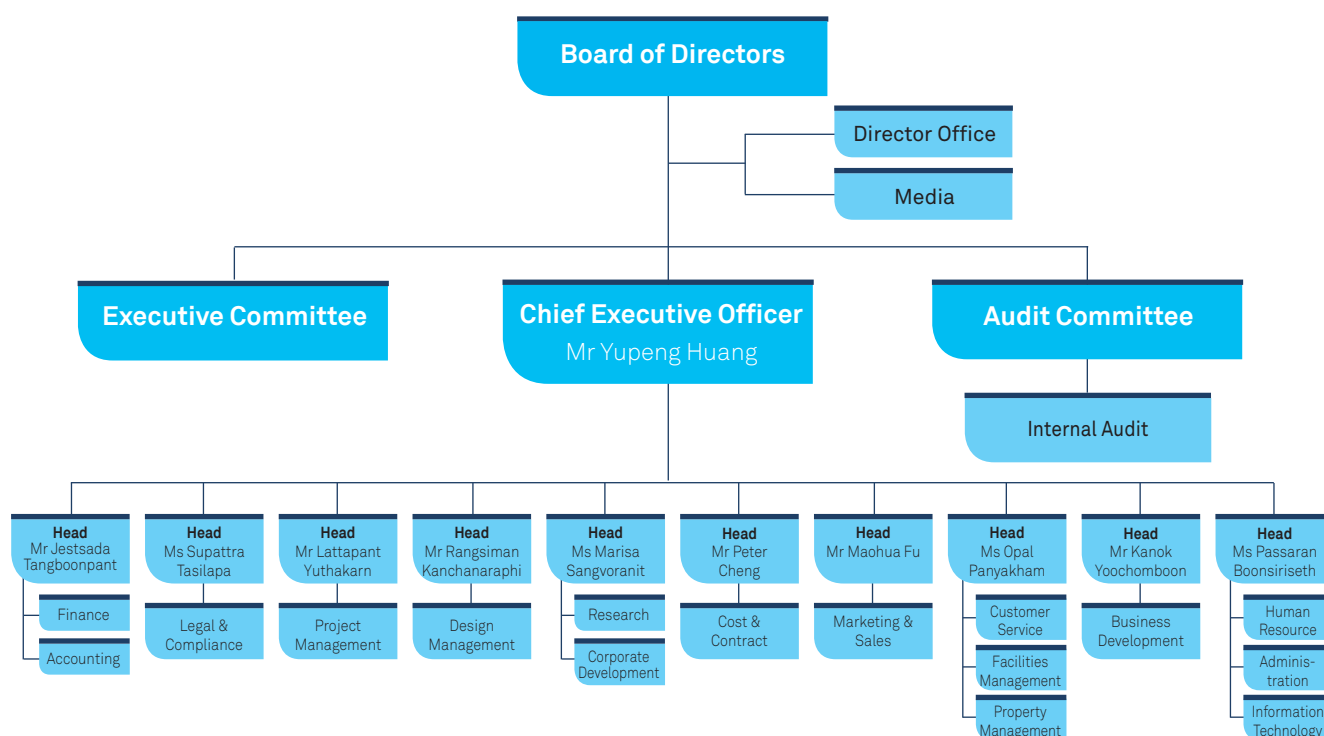 Board of Directors
Director Office
Media
Executive Committee
Chief Executive Officer
Mr Yupeng Huang
Audit Committee
Internal Audit
Head
Mr Jestsada
Tangboonpant
Finance
Accounting
Head
Ms Supattra
Tasilapa
Legal &
Compliance
Head
Mr Lattapant
Yuthakarn
Project
Management
Head
Mr Rangsiman
Kanchanaraphi
Design
Management
Head
Ms Marisa
Sangvoranit
Research
Corporate
Development
Head
Mr Peter
Cheng
Cost &
Contract
Head
Mr Maohua Fu
Marketing &
Sales
Head
Ms Opal
Panyakham
Customer
Service
Facilities
Management
Property
Management
Head
Mr Kanok
Yoochomboon
Business
Development
Head
Ms Passaran
Boonsiriseth
Human
Resource
Adminis-
tration
Information
Technology